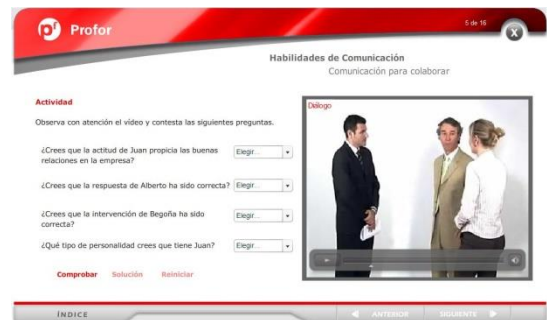 pr Profor
5 de 16
X
Habilidades de Comunicación
Comunicación para colaborar
Actividad
Observa con atención el vídeo y contesta las siguientes preguntas.
¿Crees que la actitud de Juan propicia las buenas
relaciones en la empresa?
Elegir...
¿Crees que la respuesta de Alberto ha sido correcta?
Elegir...
¿Crees que la intervención de Begoña ha sido
correcta?
Elegir...
¿Qué tipo de personalidad crees que tiene Juan?
Elegir...
Comprobar Solución Reiniciar
Diálogo
ÍNDICE
ANTERIOR SIGUIENTE